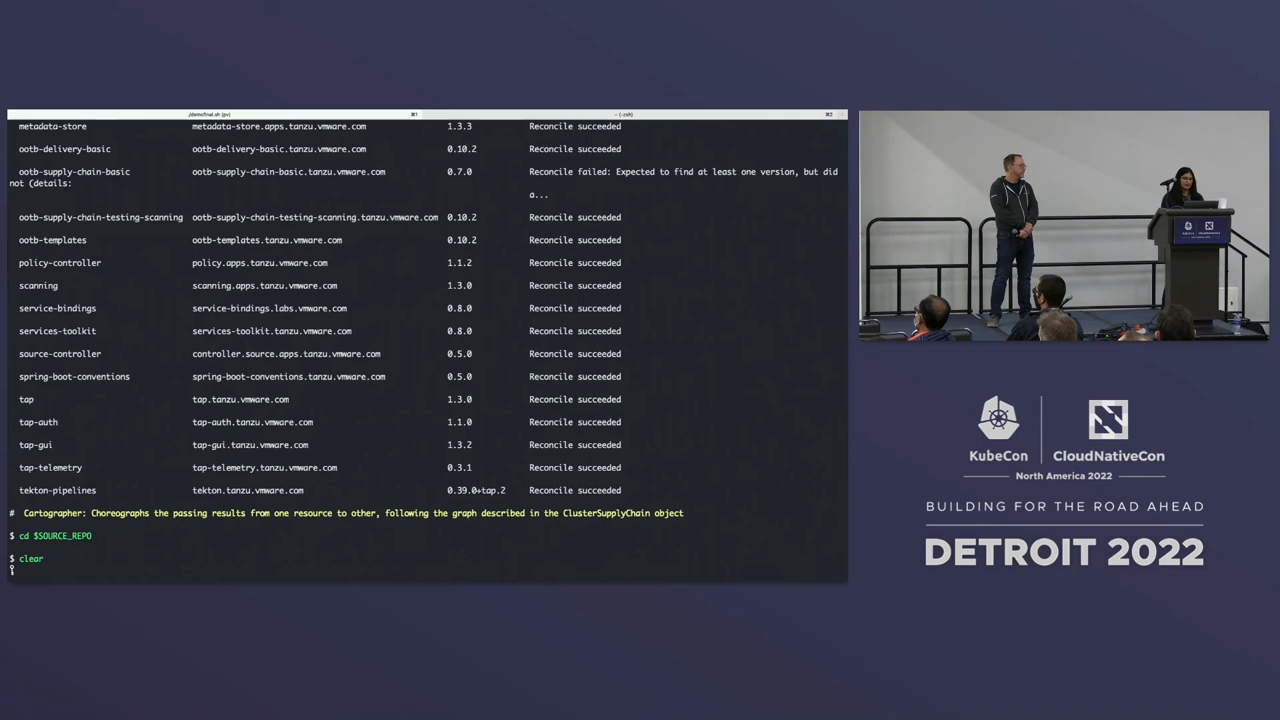 ./demofinal.sh (pv) ⌘1 ~ (-zsh) ⌘2
metadata-store metadata-store.apps.tanzu.vmware.com 1.3.3 Reconcile succeeded
ootb-delivery-basic ootb-delivery-basic.tanzu.vmware.com 0.10.2 Reconcile succeeded
ootb-supply-chain-basic ootb-supply-chain-basic.tanzu.vmware.com 0.7.0 Reconcile failed: Expected to find at least one version, but did
not (details:
a...
ootb-supply-chain-testing-scanning ootb-supply-chain-testing-scanning.tanzu.vmware.com 0.10.2 Reconcile succeeded
ootb-templates ootb-templates.tanzu.vmware.com 0.10.2 Reconcile succeeded
policy-controller policy.apps.tanzu.vmware.com 1.1.2 Reconcile succeeded
scanning scanning.apps.tanzu.vmware.com 1.3.0 Reconcile succeeded
service-bindings service-bindings.labs.vmware.com 0.8.0 Reconcile succeeded
services-toolkit services-toolkit.tanzu.vmware.com 0.8.0 Reconcile succeeded
source-controller controller.source.apps.tanzu.vmware.com 0.5.0 Reconcile succeeded
spring-boot-conventions spring-boot-conventions.tanzu.vmware.com 0.5.0 Reconcile succeeded
tap tap.tanzu.vmware.com 1.3.0 Reconcile succeeded
tap-auth tap-auth.tanzu.vmware.com 1.1.0 Reconcile succeeded
tap-gui tap-gui.tanzu.vmware.com 1.3.2 Reconcile succeeded
tap-telemetry tap-telemetry.tanzu.vmware.com 0.3.1 Reconcile succeeded
tekton-pipelines tekton.tanzu.vmware.com 0.39.0+tap.2 Reconcile succeeded
# Cartographer: Choreographs the passing results from one resource to other, following the graph described in the ClusterSupplyChain object
$ cd $SOURCE_REPO
$ clear
KubeCon CloudNativeCon
North America 2022
BUILDING FOR THE ROAD AHEAD
DETROIT 2022